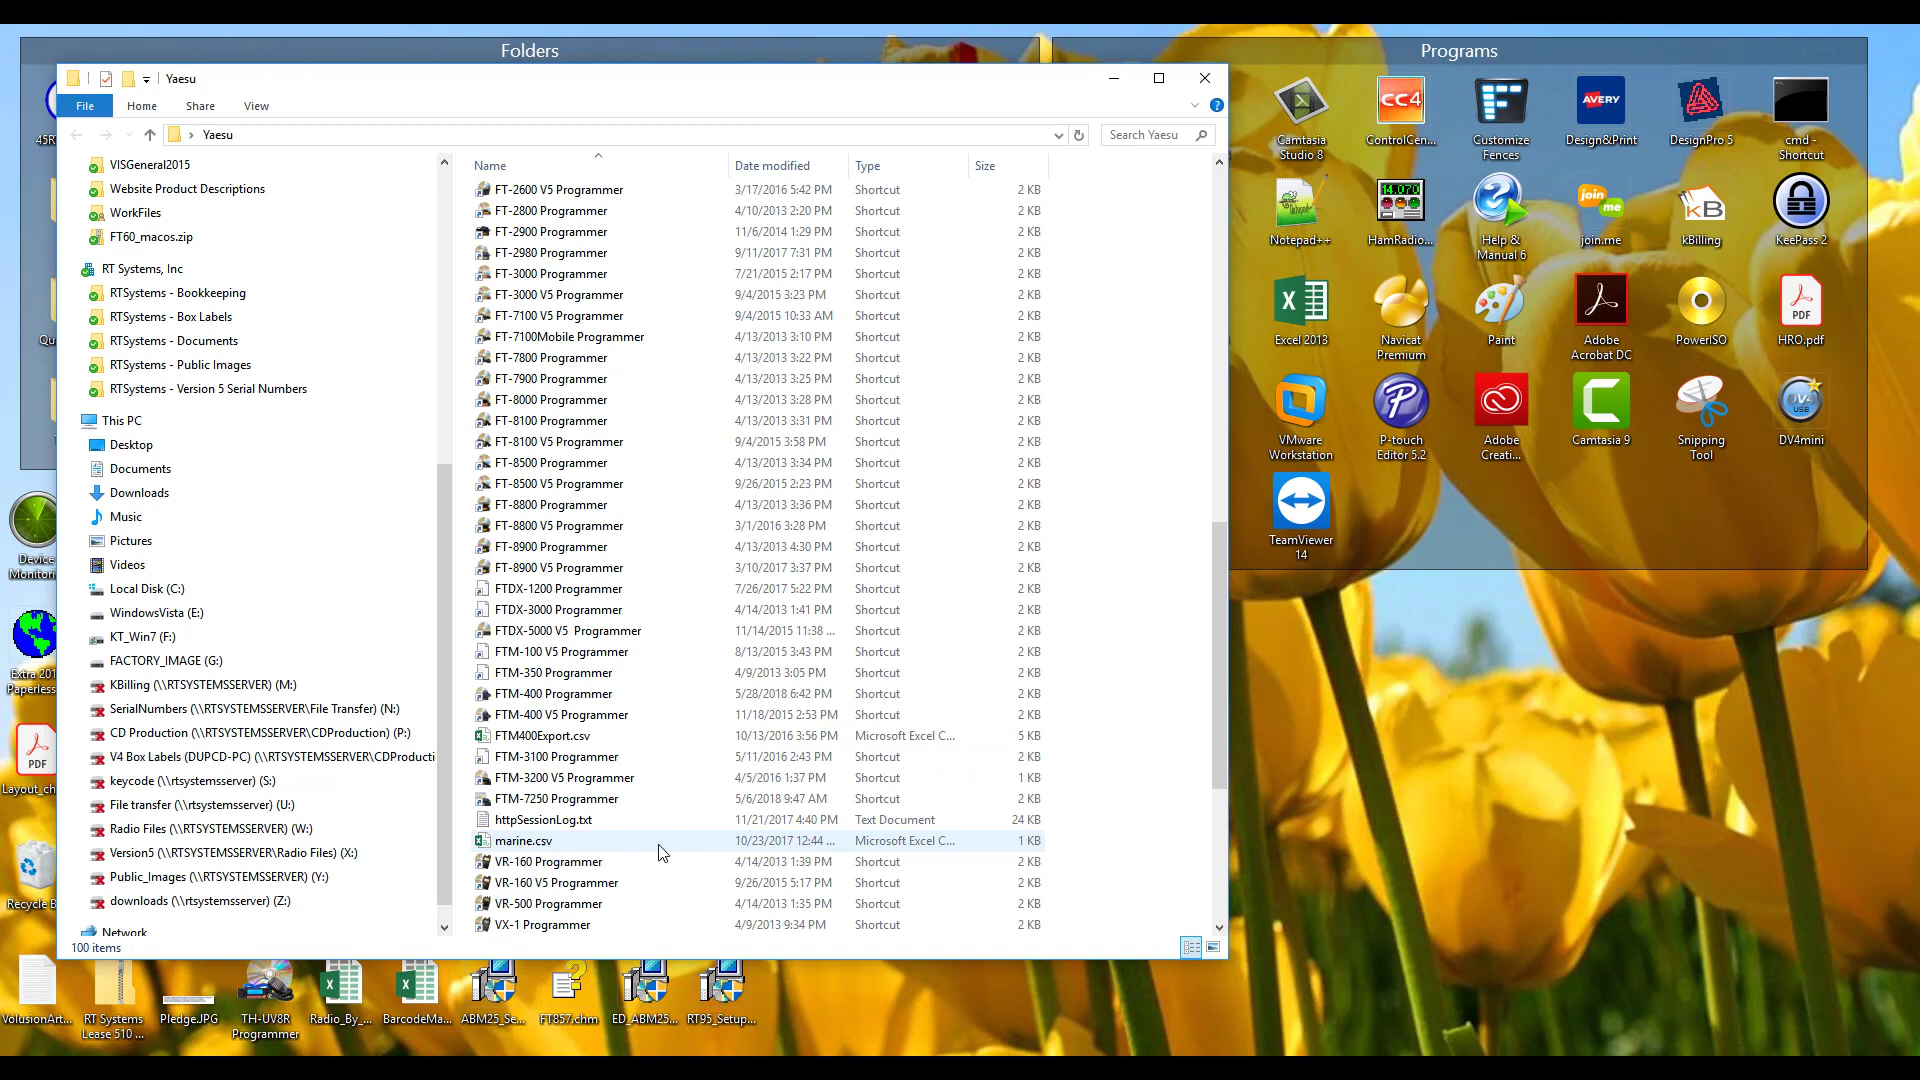 Folders
Programs
Yaesu
File Home Share View
Yaesu
Search Yaesu
VISGeneral2015
Website Product Descriptions
WorkFiles
FT60_macos.zip
RT Systems, Inc
RTSystems - Bookkeeping
RTSystems - Box Labels
RTSystems - Documents
RTSystems - Public Images
RTSystems - Version 5 Serial Numbers
This PC
Desktop
Documents
Downloads
Music
Pictures
Videos
Local Disk (C:)
WindowsVista (E:)
KT_Win7 (F:)
FACTORY_IMAGE (G:)
KBilling (\\RTSYSTEMSSERVER) (M:)
SerialNumbers (\\RTSYSTEMSSERVER\File Transfer) (N:)
CD Production (\\RTSYSTEMSSERVER\CDProduction) (P:)
V4 Box Labels (DUPCD-PC) (\\RTSYSTEMSSERVER\CDProducti
keycode (\\rtsystemsserver) (S:)
File transfer (\\rtsystemsserver) (U:)
Radio Files (\\RTSYSTEMSSERVER) (W:)
Version5 (\\RTSYSTEMSSERVER\Radio Files) (X:)
Public_Images (\\RTSYSTEMSSERVER) (Y:)
downloads (\\rtsystemsserver) (Z:)
Network
100 items
Name Date modified Type Size
FT-2600 V5 Programmer 3/17/2016 5:42 PM Shortcut 2 KB
FT-2800 Programmer 4/10/2013 2:20 PM Shortcut 2 KB
FT-2900 Programmer 11/6/2014 1:29 PM Shortcut 2 KB
FT-2980 Programmer 9/11/2017 7:31 PM Shortcut 2 KB
FT-3000 Programmer 7/21/2015 2:17 PM Shortcut 2 KB
FT-3000 V5 Programmer 9/4/2015 3:23 PM Shortcut 2 KB
FT-7100 V5 Programmer 9/4/2015 10:33 AM Shortcut 2 KB
FT-7100Mobile Programmer 4/13/2013 3:10 PM Shortcut 2 KB
FT-7800 Programmer 4/13/2013 3:22 PM Shortcut 2 KB
FT-7900 Programmer 4/13/2013 3:25 PM Shortcut 2 KB
FT-8000 Programmer 4/13/2013 3:28 PM Shortcut 2 KB
FT-8100 Programmer 4/13/2013 3:31 PM Shortcut 2 KB
FT-8100 V5 Programmer 9/4/2015 3:58 PM Shortcut 2 KB
FT-8500 Programmer 4/13/2013 3:34 PM Shortcut 2 KB
FT-8500 V5 Programmer 9/26/2015 2:23 PM Shortcut 2 KB
FT-8800 Programmer 4/13/2013 3:36 PM Shortcut 2 KB
FT-8800 V5 Programmer 3/1/2016 3:28 PM Shortcut 2 KB
FT-8900 Programmer 4/13/2013 4:30 PM Shortcut 2 KB
FT-8900 V5 Programmer 3/10/2017 3:37 PM Shortcut 2 KB
FTDX-1200 Programmer 7/26/2017 5:22 PM Shortcut 2 KB
FTDX-3000 Programmer 4/14/2013 1:41 PM Shortcut 2 KB
FTDX-5000 V5 Programmer 11/14/2015 11:38 ... Shortcut 2 KB
FTM-100 V5 Programmer 8/13/2015 3:43 PM Shortcut 2 KB
FTM-350 Programmer 4/9/2013 3:05 PM Shortcut 2 KB
FTM-400 Programmer 5/28/2018 6:42 PM Shortcut 2 KB
FTM-400 V5 Programmer 11/18/2015 2:53 PM Shortcut 2 KB
FTM400Export.csv 10/13/2016 3:56 PM Microsoft Excel C... 5 KB
FTM-3100 Programmer 5/11/2016 2:43 PM Shortcut 2 KB
FTM-3200 V5 Programmer 4/5/2016 1:37 PM Shortcut 1 KB
FTM-7250 Programmer 5/6/2018 9:47 AM Shortcut 2 KB
httpSessionLog.txt 11/21/2017 4:40 PM Text Document 24 KB
marine.csv 10/23/2017 12:44 ... Microsoft Excel C... 1 KB
VR-160 Programmer 4/14/2013 1:39 PM Shortcut 2 KB
VR-160 V5 Programmer 9/26/2015 5:17 PM Shortcut 2 KB
VR-500 Programmer 4/14/2013 1:35 PM Shortcut 2 KB
VX-1 Programmer 4/9/2013 9:34 PM Shortcut 2 KB
CC4
AVERY
Camtasia Studio 8
ControlCen...
Customize Fences
Design&Print
DesignPro 5
cmd - Shortcut
14.070
join me
kB
Notepad++
HamRadio...
Help & Manual 6
join.me
kBilling
KeePass 2
PDF
Excel 2013
Navicat Premium
Paint
Adobe Acrobat DC
PowerISO
HRO.pdf
DV4 USB
VMware Workstation
P-touch Editor 5.2
Adobe Creati...
Camtasia 9
Snipping Tool
DV4mini
TeamViewer 14
45R
Qu
Device
Monitori
Extra 201
Paperless
PDF
Layout_ch
Recycle B
VolusionArt...
RT Systems Lease 510 ...
Pledge.JPG
TH-UV8R Programmer
Radio_By_...
BarcodeMa...
ABM25_Se...
FT857.chm
ED_ABM25...
RT95_Setup...